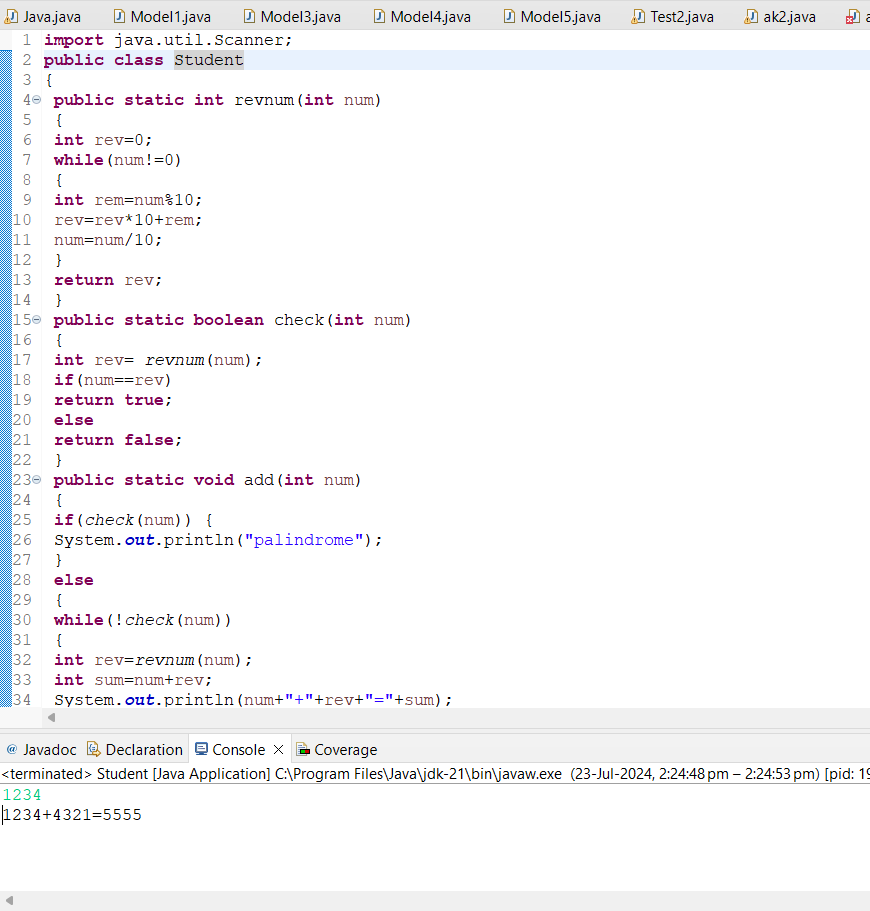 Java.java Model1.java Model3.java Model4.java Model5.java Test2.java ak2.java
1 import java.util.Scanner;
2 public class Student
3 {
4 public static int revnum(int num)
5 {
6 int rev=0;
7 while(num!=0)
8 {
9 int rem=num%10;
10 rev=rev*10+rem;
11 num=num/10;
12 }
13 return rev;
14 }
15 public static boolean check(int num)
16 {
17 int rev= revnum(num);
18 if(num==rev)
19 return true;
20 else
21 return false;
22 }
23 public static void add(int num)
24 {
25 if(check(num)) {
26 System.out.println("palindrome");
27 }
28 else
29 {
30 while(!check(num))
31 {
32 int rev=revnum(num);
33 int sum=num+rev;
34 System.out.println(num+"+"+rev+"="+sum);
@ Javadoc Declaration Console Coverage
<terminated> Student [Java Application] C:\Program Files\Java\jdk-21\bin\javaw.exe (23-Jul-2024, 2:24:48 pm – 2:24:53 pm) [pid: 19
1234
1234+4321=5555